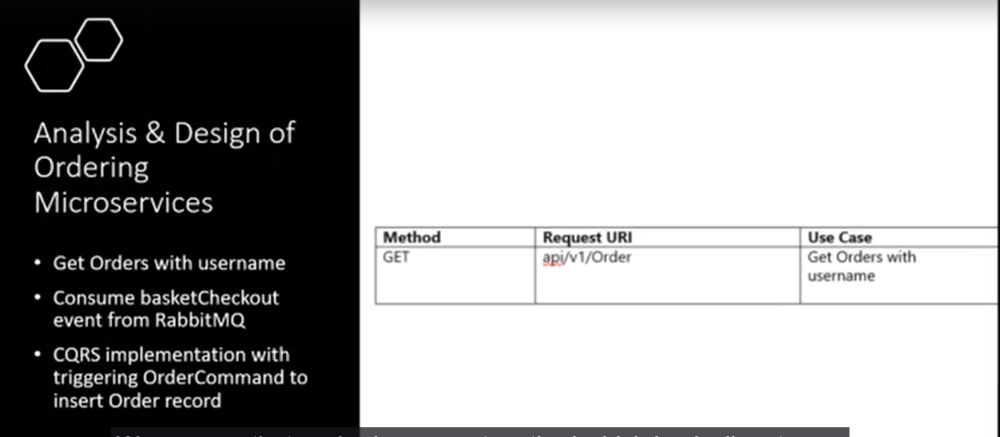 Analysis & Design of
Ordering
Microservices
• Get Orders with username
• Consume basketCheckout
event from RabbitMQ
• CQRS implementation with
triggering OrderCommand to
insert Order record
Method Request URI Use Case
GET api/v1/Order Get Orders with
username